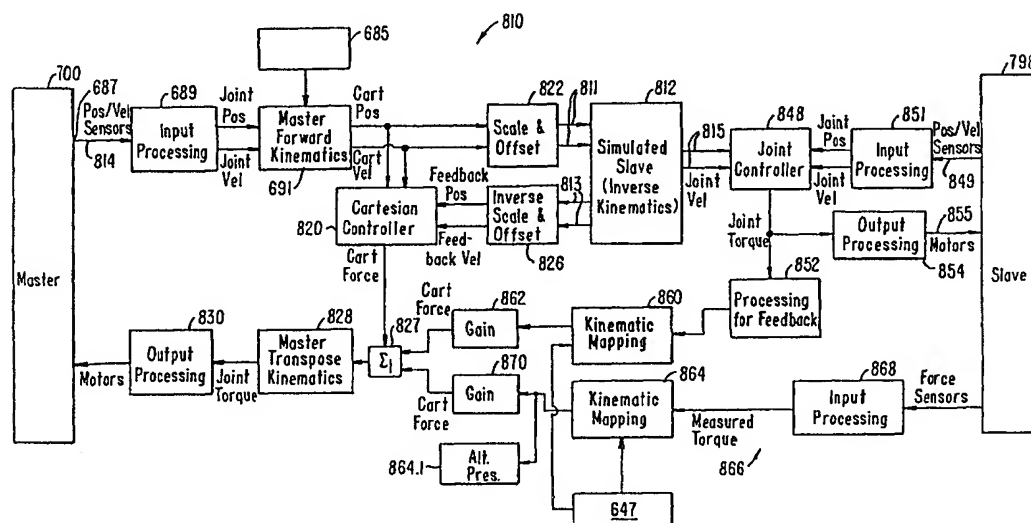 810
685
700
687
Pos/Vel
Sensors
814
689
Input
Processing
Joint
Pos
Joint
Vel
Master
Forward
Kinematics
691
Cart
Pos
Cart
Vel
822
811
Scale &
Offset
812
Simulated
Slave
(Inverse
Kinematics)
815
Joint
Vel
848
Joint
Controller
Joint
Pos
Joint
Vel
851
Input
Processing
798
Pos/Vel
Sensors
849
Feedback
Pos
813
Cartesian
Controller
820
Feed-
back Vel
Inverse
Scale &
Offset
826
Joint
Torque
Output
Processing
854
855
Motors
Master
Slave
Cart
Force
852
Processing
for Feedback
830
Output
Processing
Motors
Joint
Torque
828
Master
Transpose
Kinematics
827
Σ1
Cart
Force
862
Gain
860
Kinematic
Mapping
870
Gain
Cart
Force
864
Kinematic
Mapping
Measured
Torque
868
Input
Processing
Force
Sensors
866
864.1
Alt.
Pres.
647